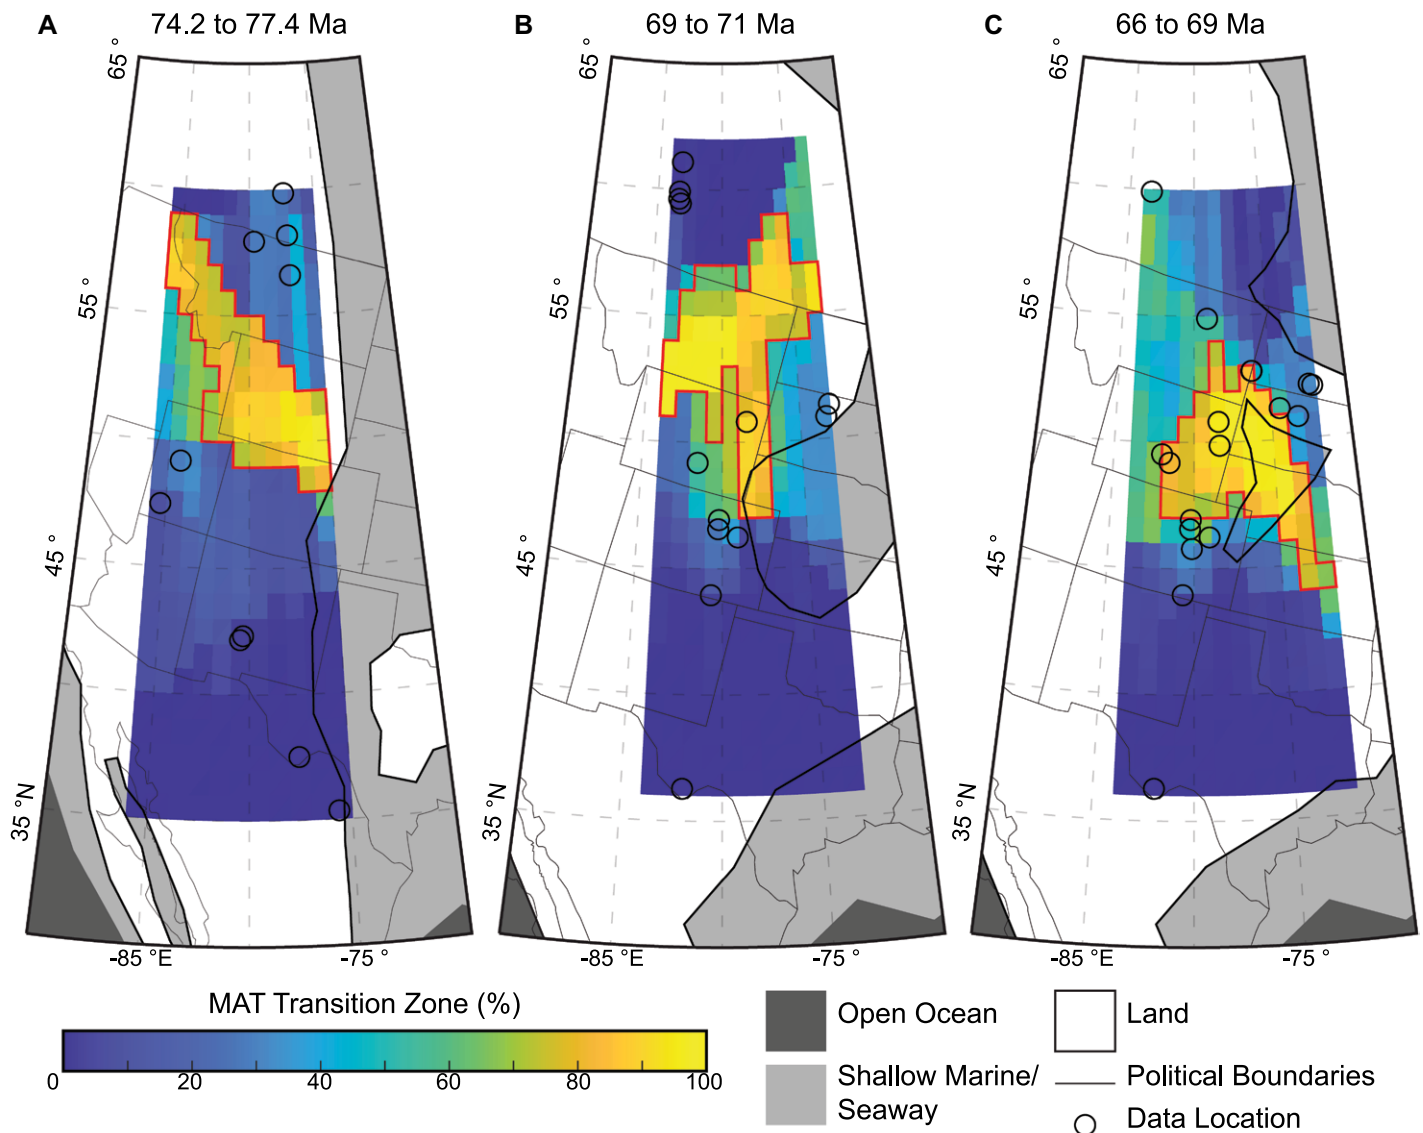 A 74.2 to 77.4 Ma
B 69 to 71 Ma
C 66 to 69 Ma
65 °
55 °
45 °
35 °N
-85 °E
-75 °
65 °
55 °
45 °
35 °N
-85 °E
-75 °
65 °
55 °
45 °
35 °N
-85 °E
-75 °
MAT Transition Zone (%)
0 20 40 60 80 100
Open Ocean
Shallow Marine/
Seaway
Land
Political Boundaries
Data Location